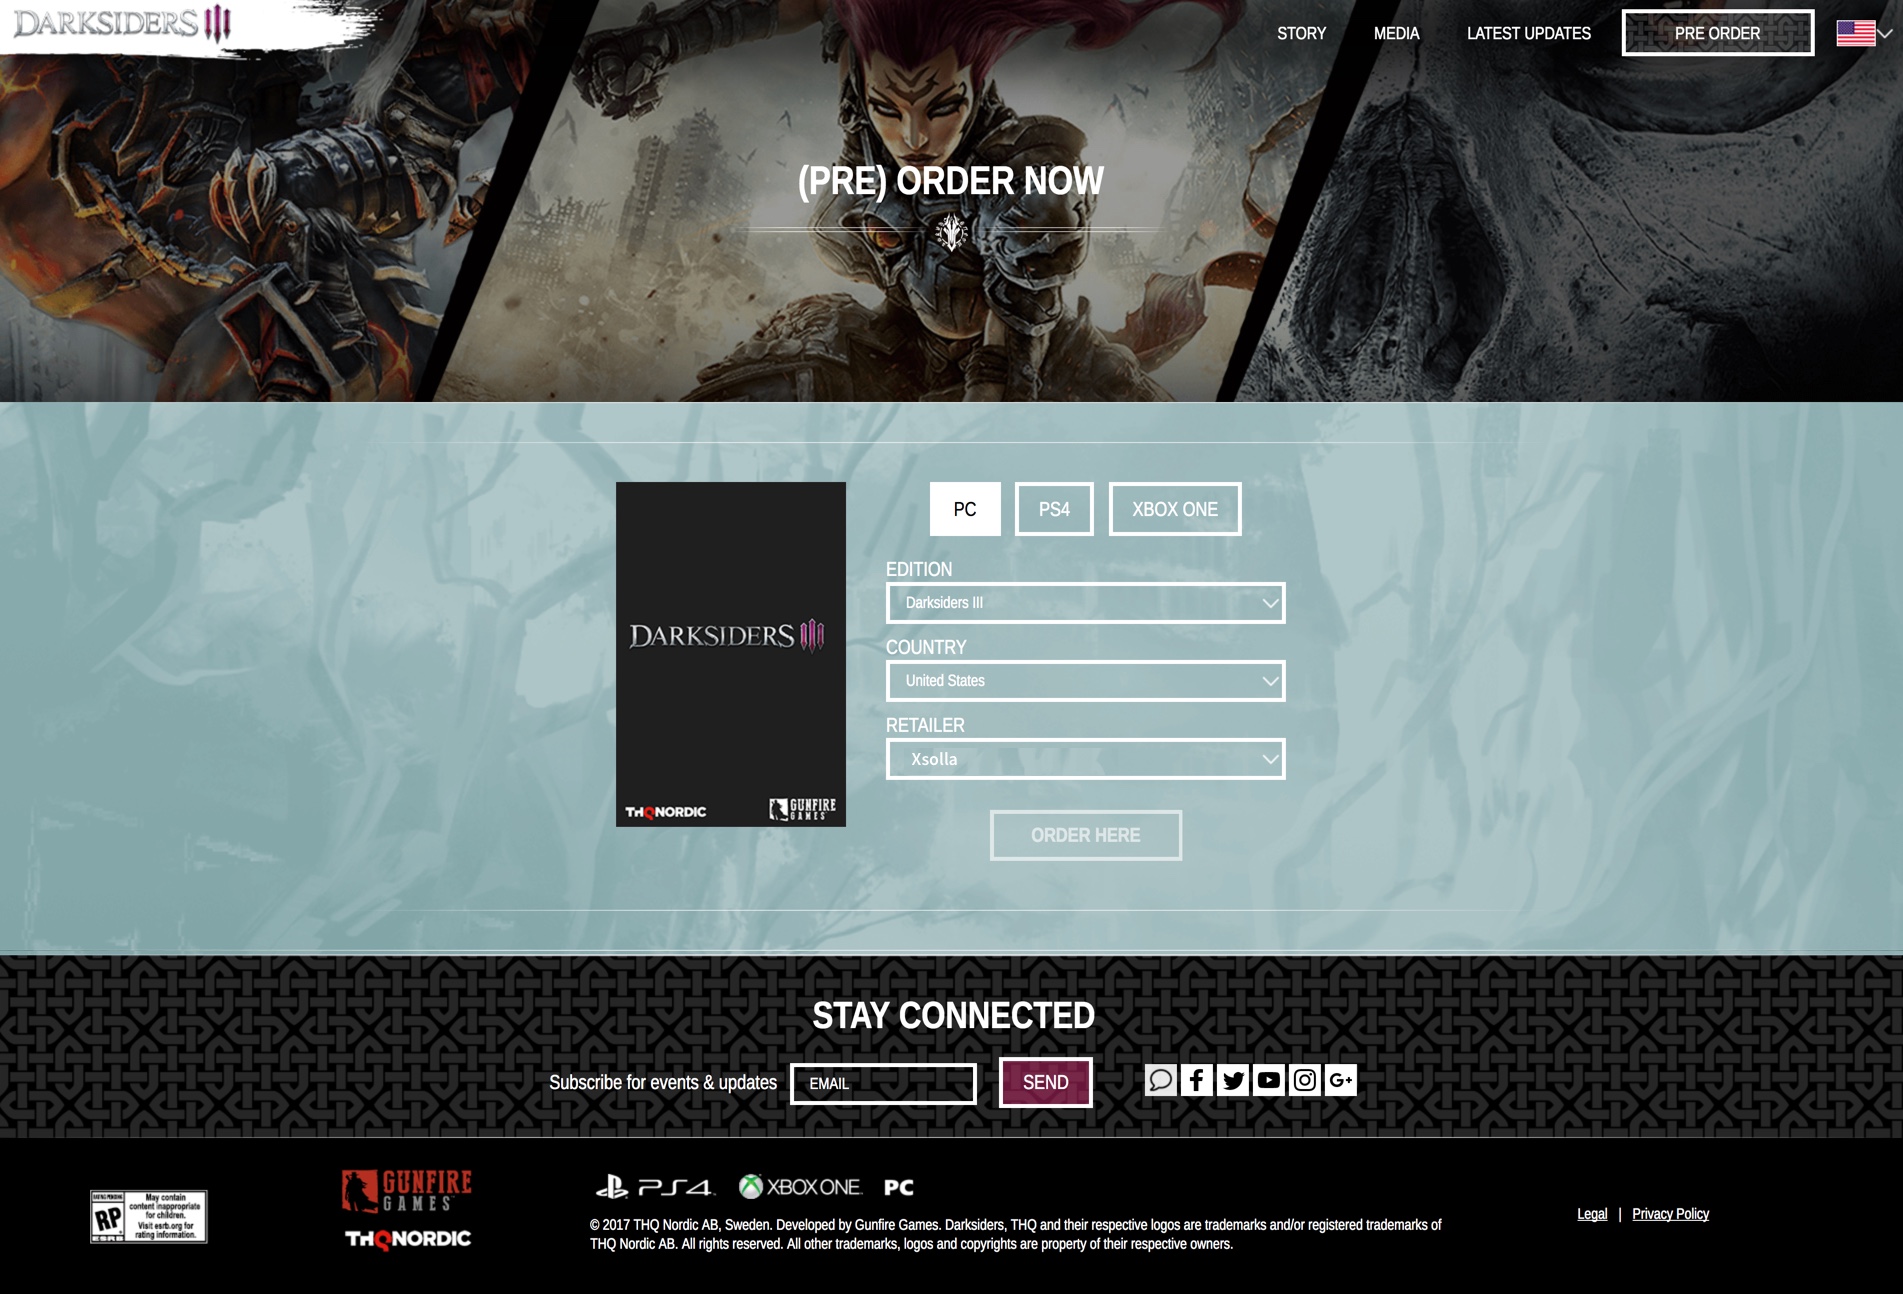 DARKSIDERS III
STORY
MEDIA
LATEST UPDATES
PRE ORDER
(PRE) ORDER NOW
DARKSIDERS III
THQ NORDIC
GUNFIRE
GAMES
PC
PS4
XBOX ONE
EDITION
Darksiders III
COUNTRY
United States
RETAILER
Xsolla
ORDER HERE
STAY CONNECTED
Subscribe for events & updates
EMAIL
SEND
G+
RATING PENDING
RP
ESRB
May contain
content inappropriate
for children.
Visit esrb.org for
rating information.
GUNFIRE
GAMES
THQ NORDIC
PS4
XBOX ONE
PC
© 2017 THQ Nordic AB, Sweden. Developed by Gunfire Games. Darksiders, THQ and their respective logos are trademarks and/or registered trademarks of
THQ Nordic AB. All rights reserved. All other trademarks, logos and copyrights are property of their respective owners.
Legal | Privacy Policy